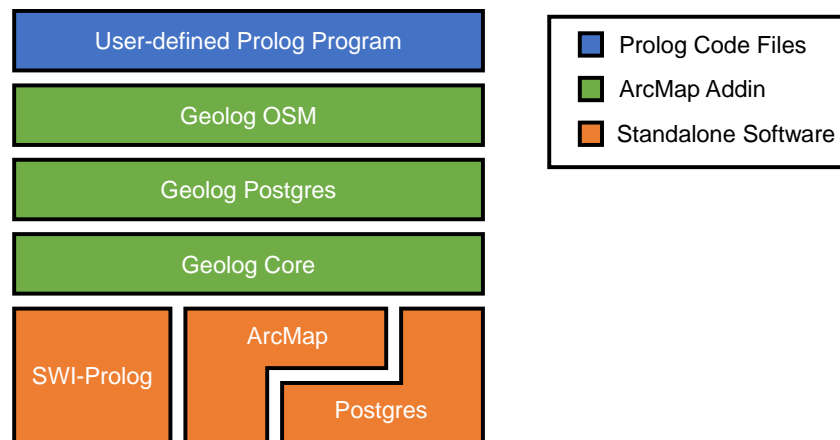 User-defined Prolog Program
Geolog OSM
Geolog Postgres
Geolog Core
SWI-Prolog
ArcMap
Postgres
Prolog Code Files
ArcMap Addin
Standalone Software